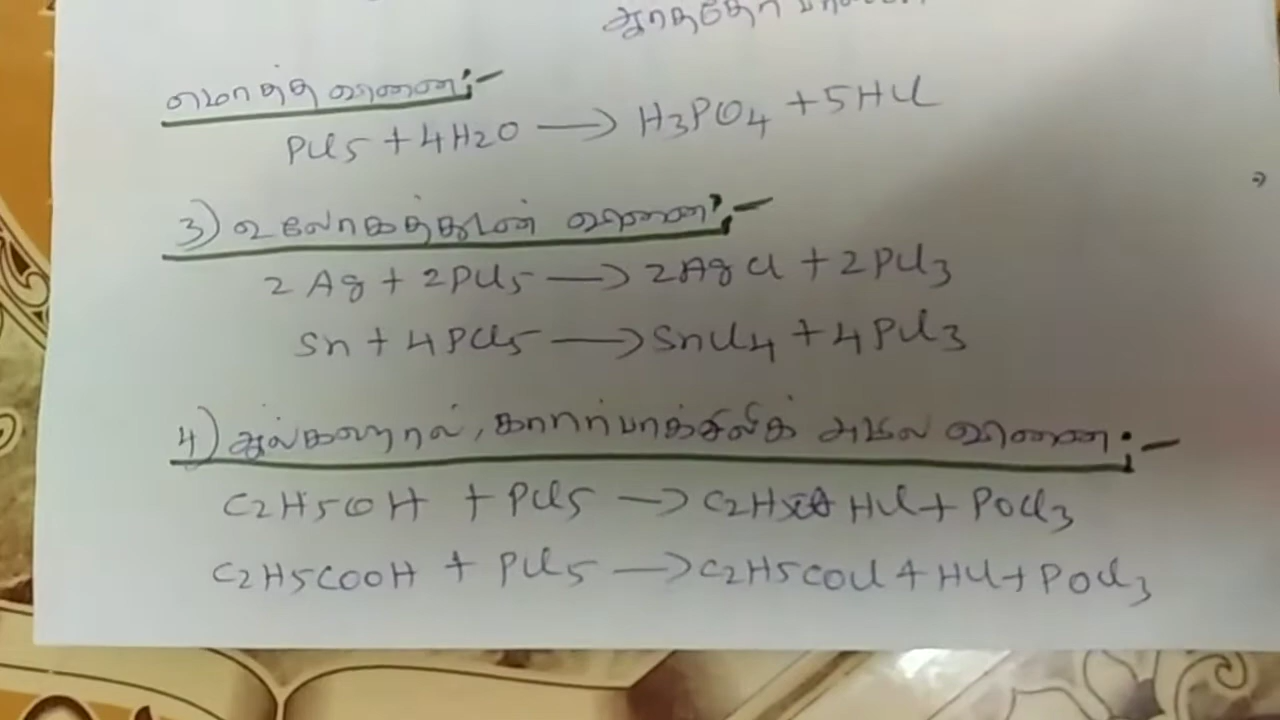 மொத்த வினை:-
PCl5 + 4H2O → H3PO4 + 5HCl
3) உலோகத்துடன் வினை:-
2Ag + 2PCl5 → 2AgCl + 2PCl3
Sn + 4PCl5 → SnCl4 + 4PCl3
4) ஆல்கஹால், கார்பாக்சிலிக் அமில வினை:-
C2H5OH + PCl5 → HCl + POCl3
C2H5COOH + PCl5 → C2H5COCl + HCl + POCl3